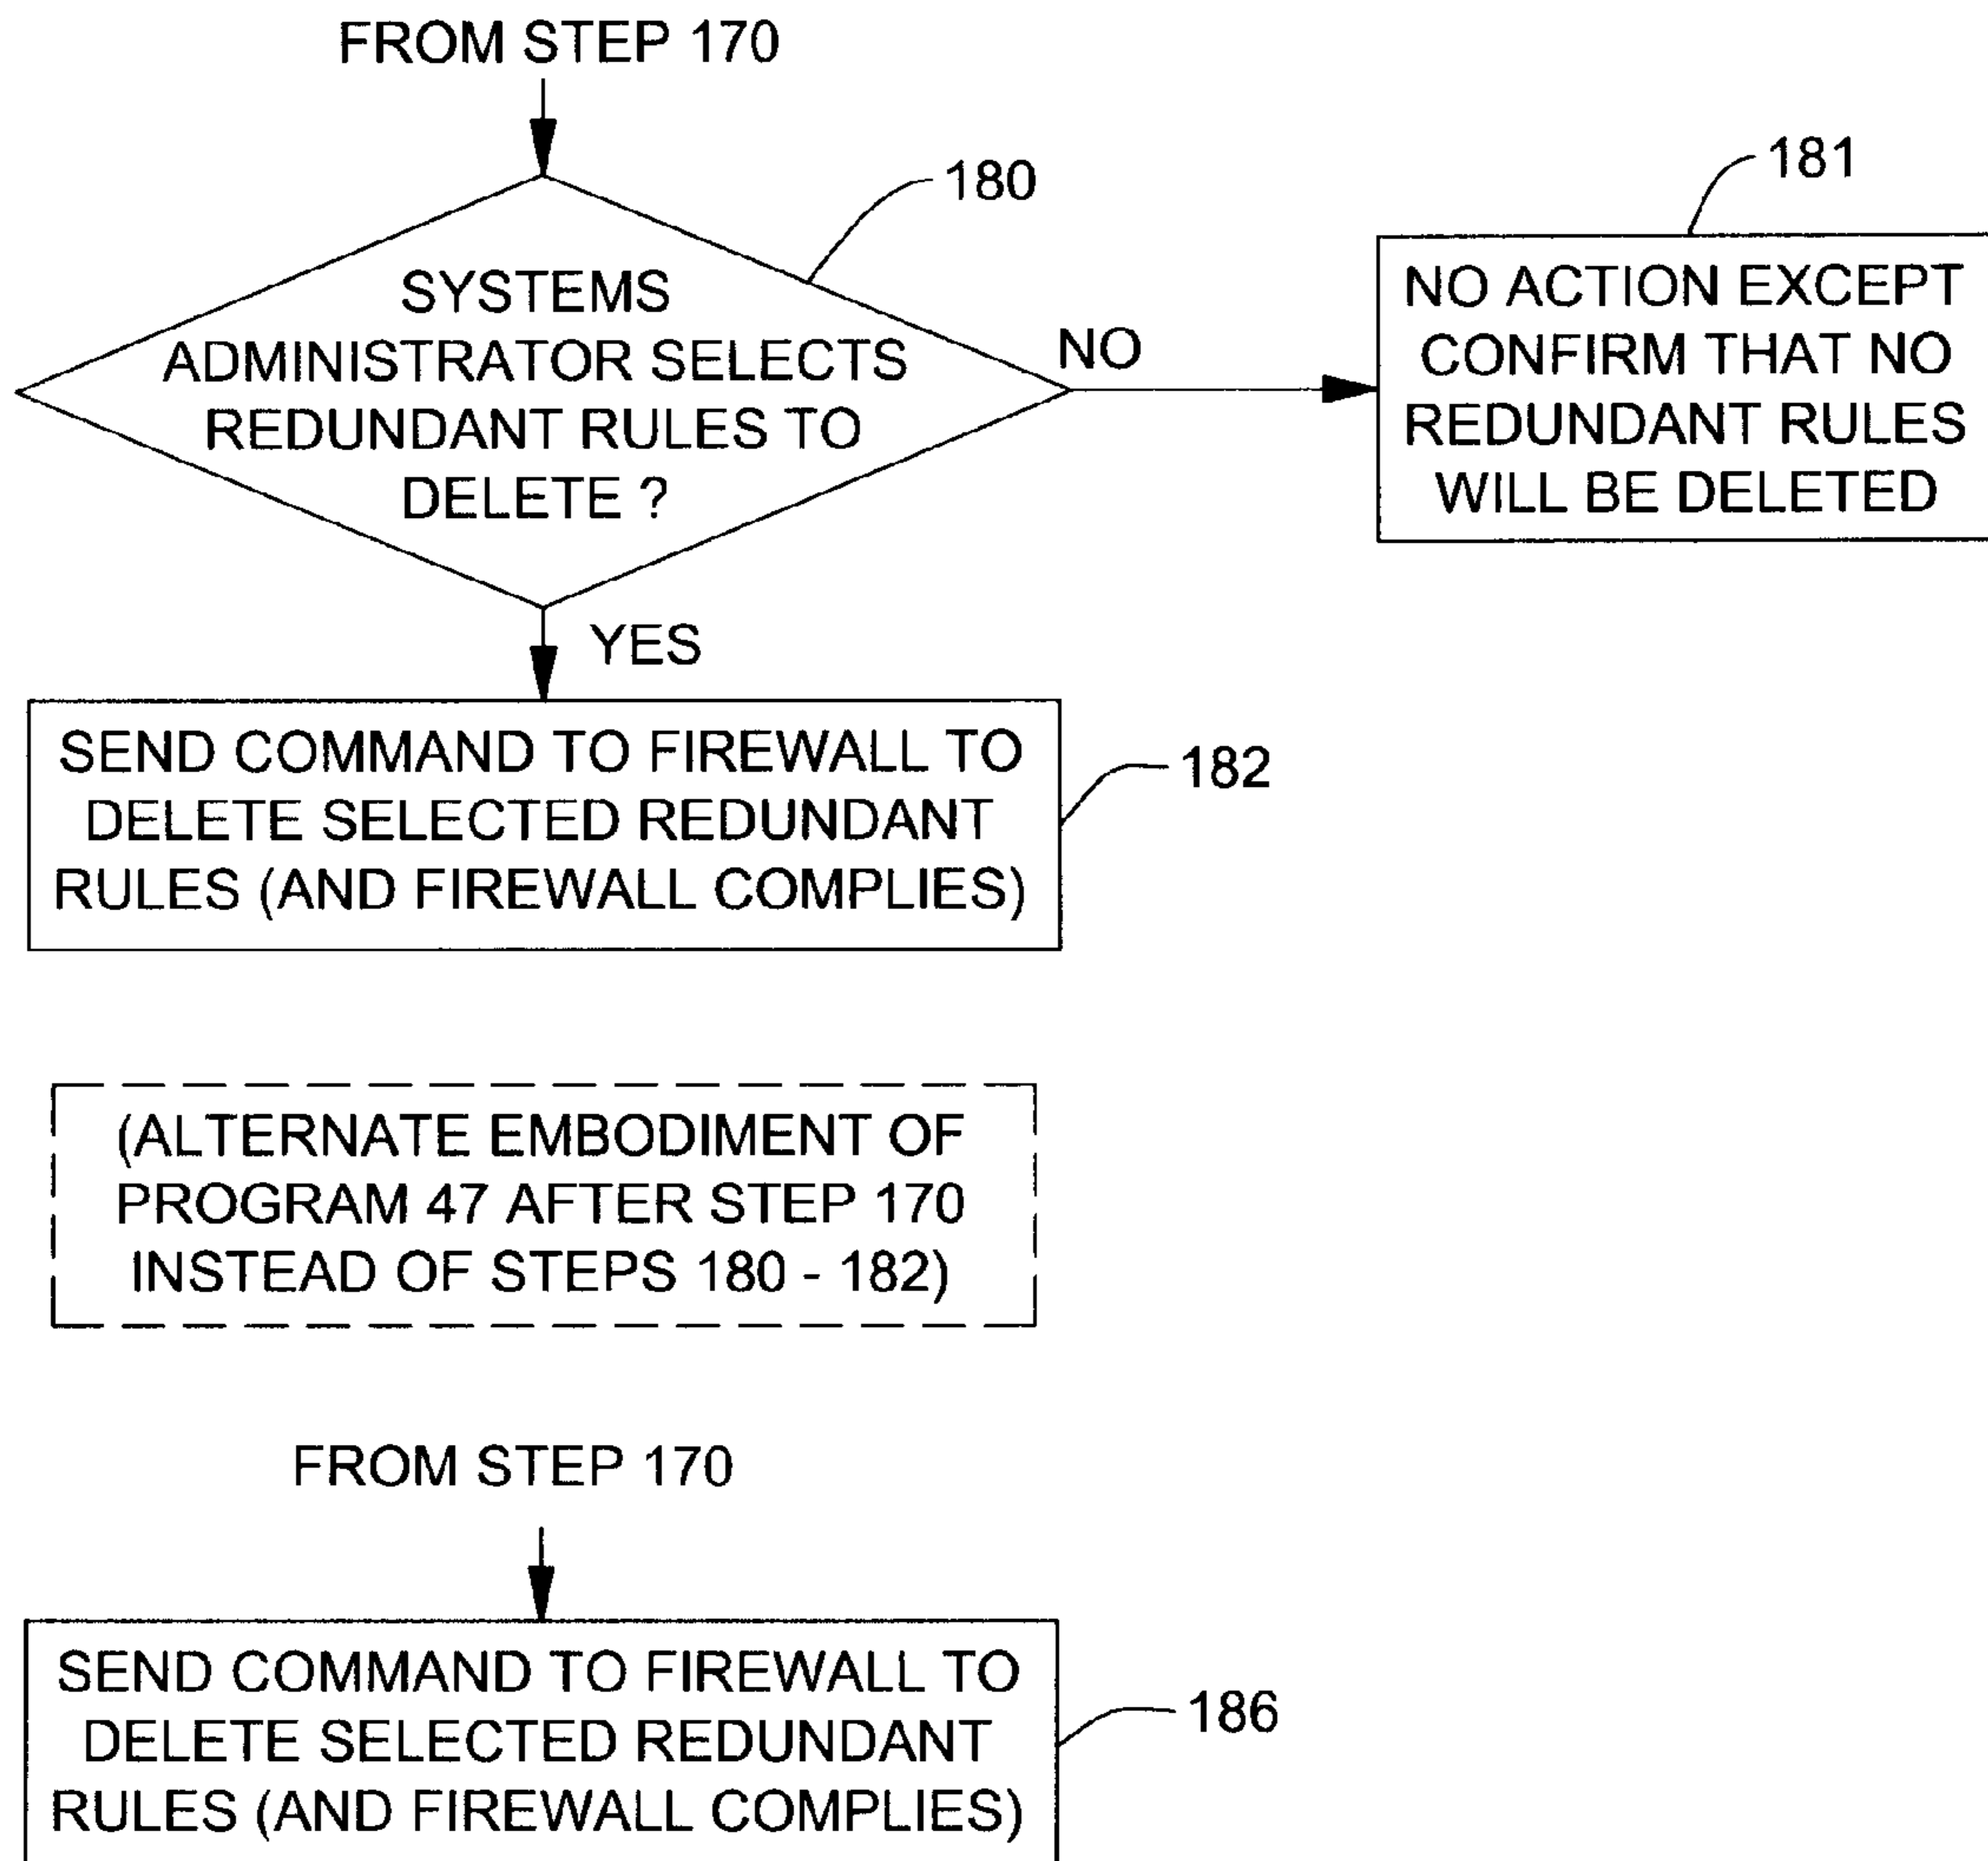 FROM STEP 170
180
SYSTEMS
ADMINISTRATOR SELECTS
REDUNDANT RULES TO
DELETE ?
NO
181
NO ACTION EXCEPT
CONFIRM THAT NO
REDUNDANT RULES
WILL BE DELETED
YES
SEND COMMAND TO FIREWALL TO
DELETE SELECTED REDUNDANT
RULES (AND FIREWALL COMPLIES)
182
(ALTERNATE EMBODIMENT OF
PROGRAM 47 AFTER STEP 170
INSTEAD OF STEPS 180 - 182)
FROM STEP 170
SEND COMMAND TO FIREWALL TO
DELETE SELECTED REDUNDANT
RULES (AND FIREWALL COMPLIES)
186